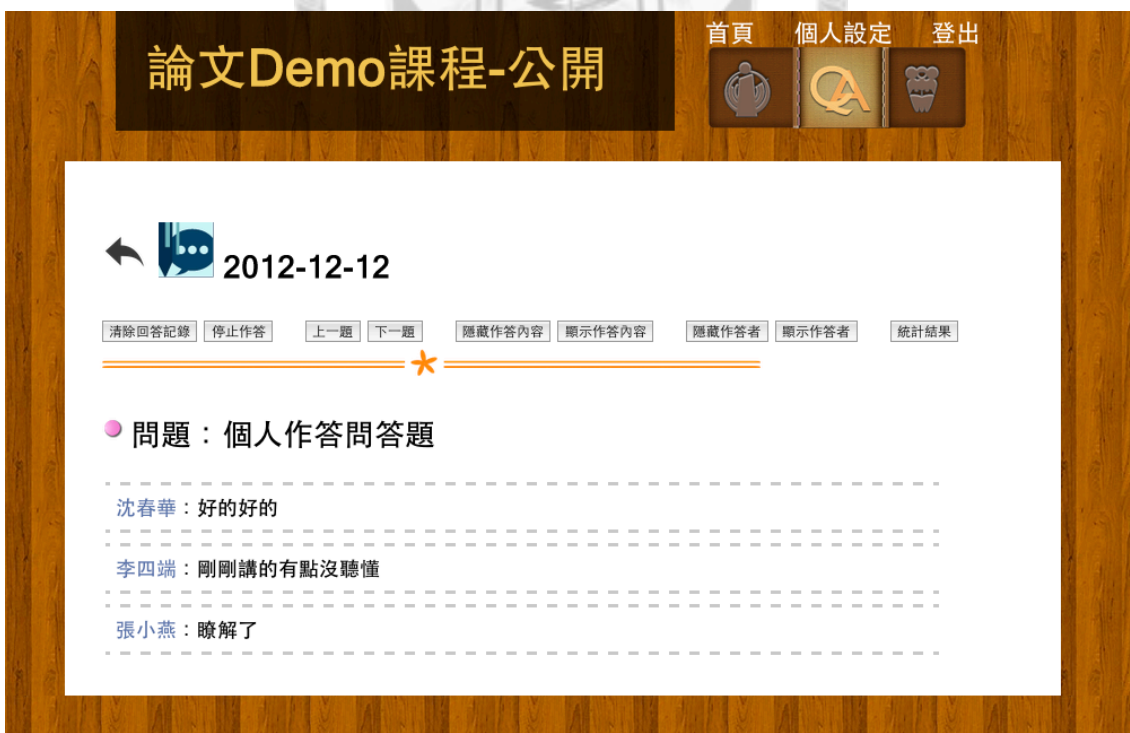 首頁 個人設定 登出
論文Demo課程-公開
QA
2012-12-12
清除回答記錄 停止作答 上一題 下一題 隱藏作答內容 顯示作答內容 隱藏作答者 顯示作答者 統計結果
問題：個人作答問答題
沈春華：好的好的
李四端：剛剛講的有點沒聽懂
張小燕：瞭解了